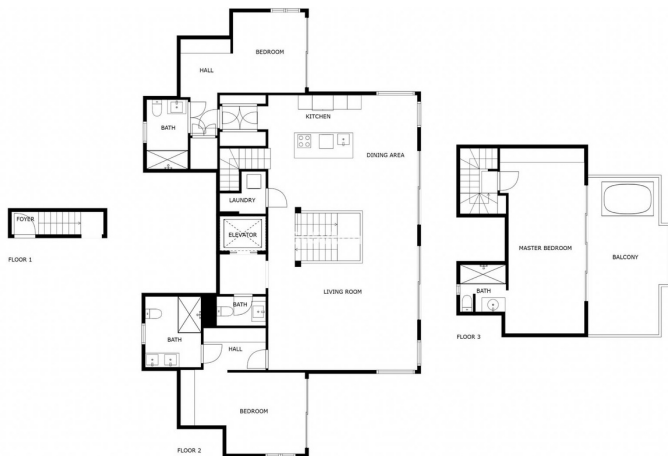 BEDROOM
HALL
KITCHEN
BATH
DINING AREA
LAUNDRY
FOYER
ELEVATOR
MASTER BEDROOM
BALCONY
FLOOR 1
LIVING ROOM
BATH
BATH
BATH
FLOOR 3
HALL
BEDROOM
FLOOR 2